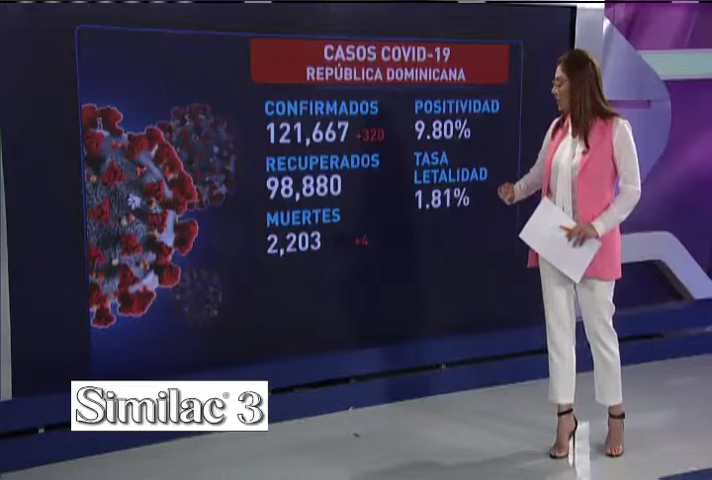 CASOS COVID-19
REPÚBLICA DOMINICANA
CONFIRMADOS
121,667 +320
RECUPERADOS
98,880
MUERTES
2,203 +4
POSITIVIDAD
9.80%
TASA
LETALIDAD
1.81%
Similac® 3